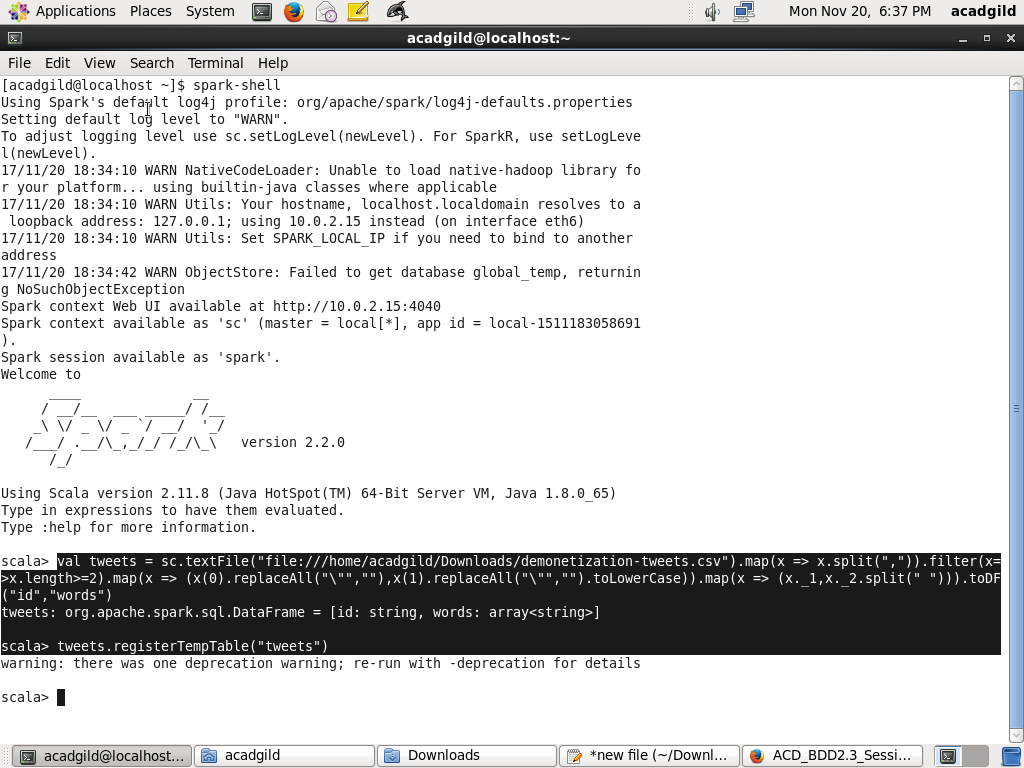 Applications Places System Mon Nov 20, 6:37 PM acadgild
acadgild@localhost:~
File Edit View Search Terminal Help
[acadgild@localhost ~]$ spark-shell
Using Spark's default log4j profile: org/apache/spark/log4j-defaults.properties
Setting default log level to "WARN".
To adjust logging level use sc.setLogLevel(newLevel). For SparkR, use setLogLeve
l(newLevel).
17/11/20 18:34:10 WARN NativeCodeLoader: Unable to load native-hadoop library fo
r your platform... using builtin-java classes where applicable
17/11/20 18:34:10 WARN Utils: Your hostname, localhost.localdomain resolves to a
 loopback address: 127.0.0.1; using 10.0.2.15 instead (on interface eth6)
17/11/20 18:34:10 WARN Utils: Set SPARK_LOCAL_IP if you need to bind to another
address
17/11/20 18:34:42 WARN ObjectStore: Failed to get database global_temp, returnin
g NoSuchObjectException
Spark context Web UI available at http://10.0.2.15:4040
Spark context available as 'sc' (master = local[*], app id = local-1511183058691
).
Spark session available as 'spark'.
Welcome to
      ____              __
     / __/__  ___ _____/ /__
    _\ \/ _ \/ _ `/ __/  '_/
   /___/ .__/\_,_/_/ /_/\_\   version 2.2.0
      /_/
Using Scala version 2.11.8 (Java HotSpot(TM) 64-Bit Server VM, Java 1.8.0_65)
Type in expressions to have them evaluated.
Type :help for more information.
scala> val tweets = sc.textFile("file:///home/acadgild/Downloads/demonetization-tweets.csv").map(x => x.split(",")).filter(x=
>x.length>=2).map(x => (x(0).replaceAll("\"",""),x(1).replaceAll("\"","").toLowerCase)).map(x => (x._1,x._2.split(" "))).toDF
("id","words")
tweets: org.apache.spark.sql.DataFrame = [id: string, words: array<string>]
scala> tweets.registerTempTable("tweets")
warning: there was one deprecation warning; re-run with -deprecation for details
scala>
acadgild@localhost... acadgild Downloads *new file (~/Downl... ACD_BDD2.3_Sessi...